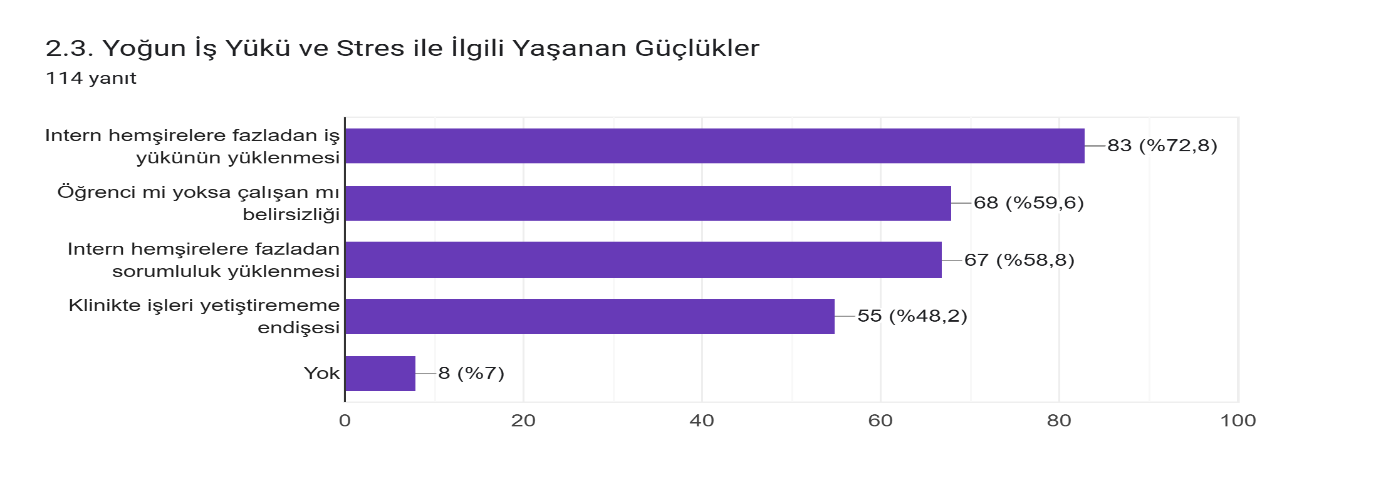 2.3. Yoğun İş Yükü ve Stres ile İlgili Yaşanan Güçlükler
114 yanıt
Intern hemşirelere fazladan iş
yükünün yüklenmesi
83 (%72,8)
Öğrenci mi yoksa çalışan mı
belirsizliği
68 (%59,6)
Intern hemşirelere fazladan
sorumluluk yüklenmesi
67 (%58,8)
Klinikte işleri yetiştirememe
endişesi
55 (%48,2)
Yok
8 (%7)
0 20 40 60 80 100